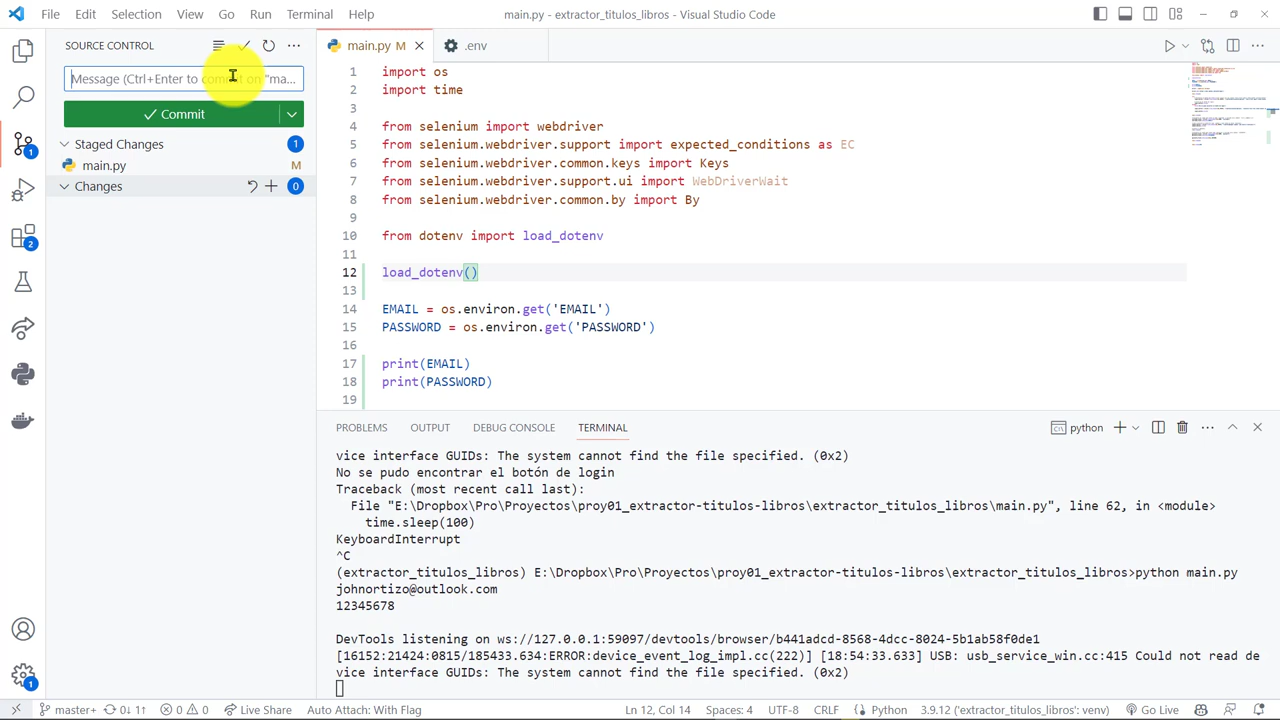 File Edit Selection View Go Run Terminal Help
main.py - extractor_titulos_libros - Visual Studio Code
SOURCE CONTROL
Message (Ctrl+Enter to commit on "ma...
Commit
Staged Changes 1
main.py M
Changes 0
1
2
1
main.py M
.env
1 import os
2 import time
3
4 from selenium.webdriver
5 from selenium.webdriver EC
6 from selenium.webdriver.common.keys import Keys
7 from selenium.webdriver.support.ui import WebDriverWait
8 from selenium.webdriver.common.by import By
9
10 from dotenv import load_dotenv
11
12 load_dotenv()
13
14 EMAIL = os.environ.get('EMAIL')
15 PASSWORD = os.environ.get('PASSWORD')
16
17 print(EMAIL)
18 print(PASSWORD)
19
PROBLEMS OUTPUT DEBUG CONSOLE TERMINAL
python
vice interface GUIDs: The system cannot find the file specified. (0x2)
No se pudo encontrar el botón de login
Traceback (most recent call last):
File "E:\Dropbox\Pro\Proyectos\proy01_extractor-titulos-libros\extractor_titulos_libros\main.py", line 62, in <module>
time.sleep(100)
KeyboardInterrupt
^C
(extractor_titulos_libros) E:\Dropbox\Pro\Proyectos\proy01_extractor-titulos-libros\extractor_titulos_libros>python main.py
johnortizo@outlook.com
12345678
DevTools listening on ws://127.0.0.1:59097/devtools/browser/b441adcd-8568-4dcc-8024-5b1ab58f0de1
[16152:21424:0815/185433.634:ERROR:device_event_log_impl.cc(222)] [18:54:33.633] USB: usb_service_win.cc:415 Could not read de
vice interface GUIDs: The system cannot find the file specified. (0x2)
master+ 0↓ 1↑ 0 0 Live Share Auto Attach: With Flag
Ln 12, Col 14 Spaces: 4 UTF-8 CRLF Python 3.9.12 ('extractor_titulos_libros': venv) Go Live